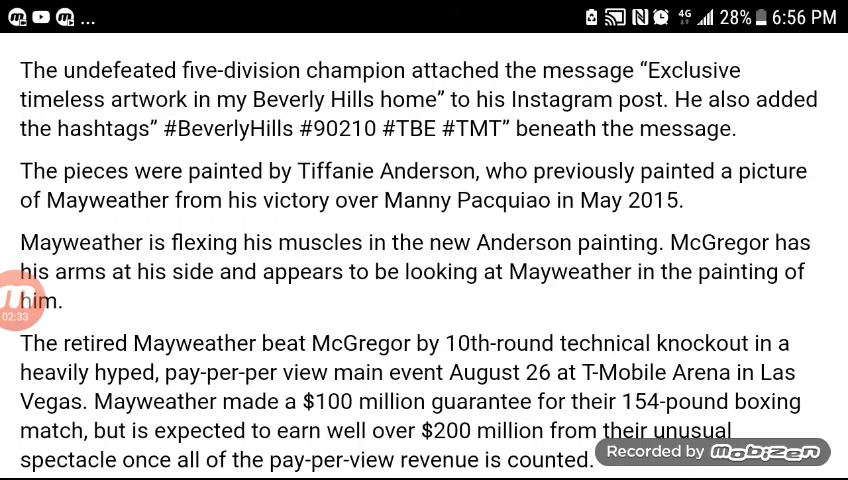 ... 4G 28% 6:56 PM
The undefeated five-division champion attached the message “Exclusive
timeless artwork in my Beverly Hills home” to his Instagram post. He also added
the hashtags” #BeverlyHills #90210 #TBE #TMT” beneath the message.
The pieces were painted by Tiffanie Anderson, who previously painted a picture
of Mayweather from his victory over Manny Pacquiao in May 2015.
Mayweather is flexing his muscles in the new Anderson painting. McGregor has
his arms at his side and appears to be looking at Mayweather in the painting of
him.
02:33
The retired Mayweather beat McGregor by 10th-round technical knockout in a
heavily hyped, pay-per-per view main event August 26 at T-Mobile Arena in Las
Vegas. Mayweather made a $100 million guarantee for their 154-pound boxing
match, but is expected to earn well over $200 million from their unusual
spectacle once all of the pay-per-view revenue is counted.
Recorded by mobizen